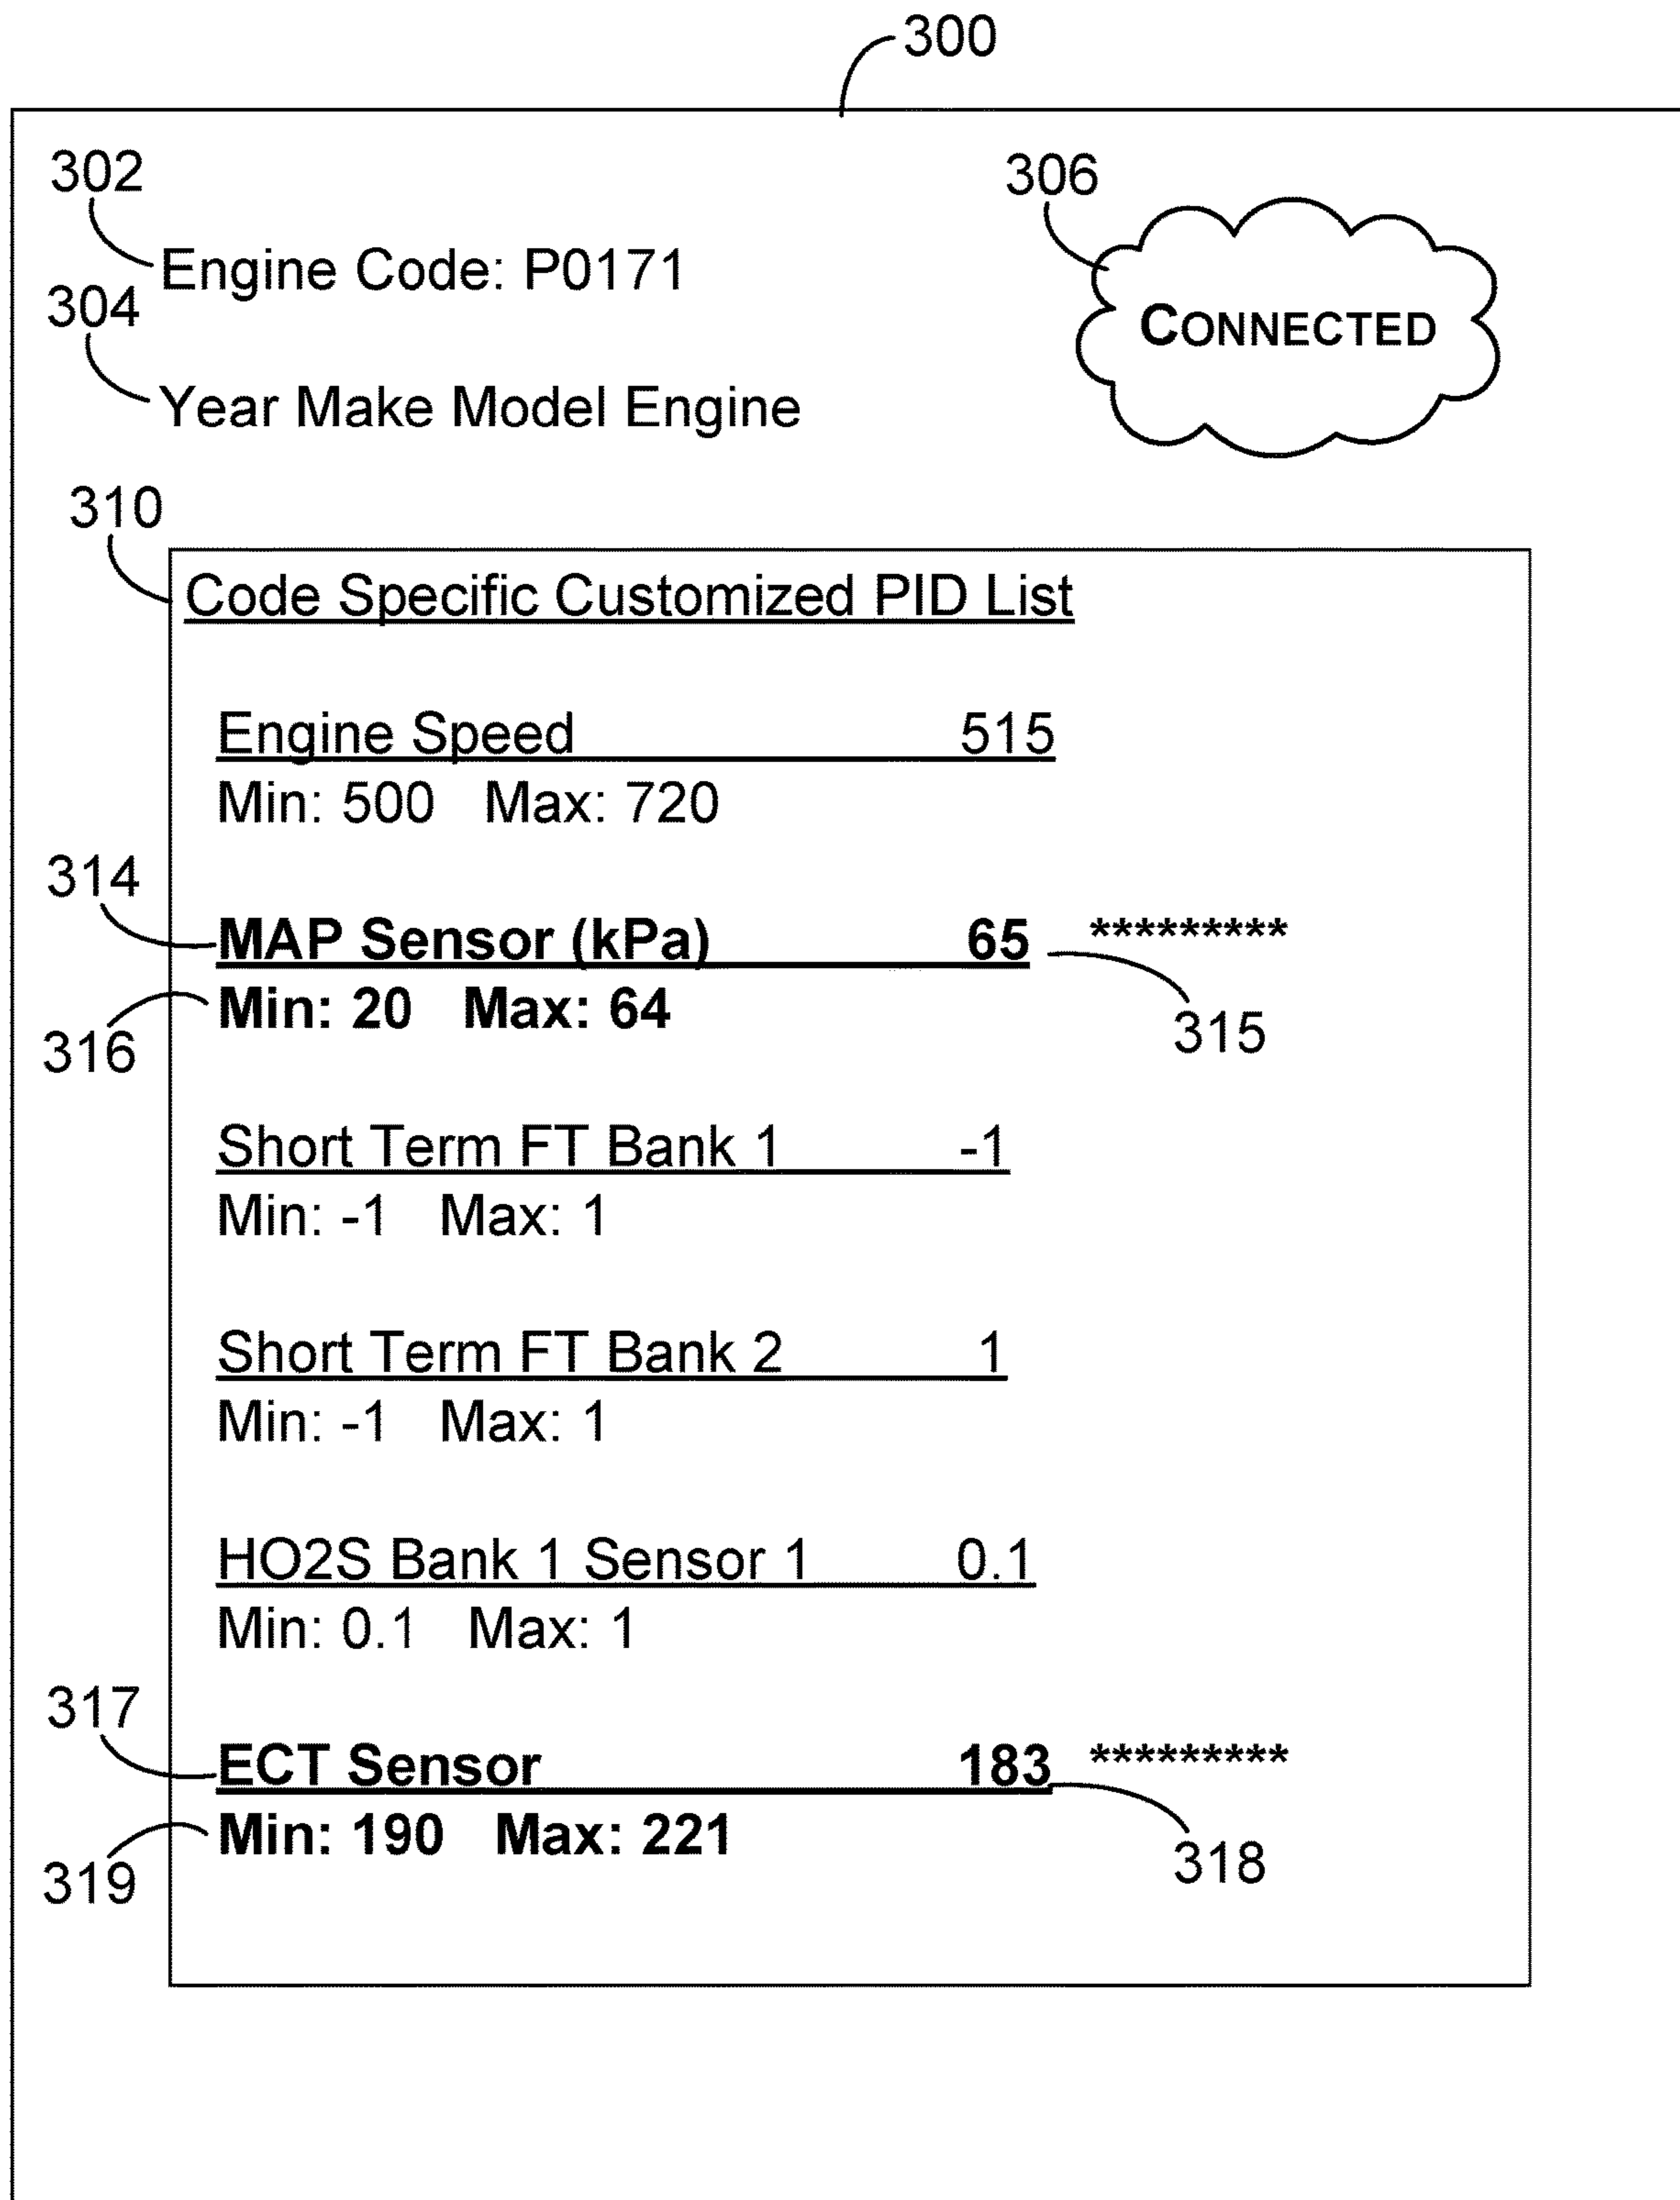 300
302
306
Engine Code: P0171
304
CONNECTED
Year Make Model Engine
310
Code Specific Customized PID List
Engine Speed 515
Min: 500 Max: 720
314
MAP Sensor (kPa) 65 *********
Min: 20 Max: 64
315
316
Short Term FT Bank 1 -1
Min: -1 Max: 1
Short Term FT Bank 2 1
Min: -1 Max: 1
HO2S Bank 1 Sensor 1 0.1
Min: 0.1 Max: 1
317
ECT Sensor 183 *********
Min: 190 Max: 221
318
319